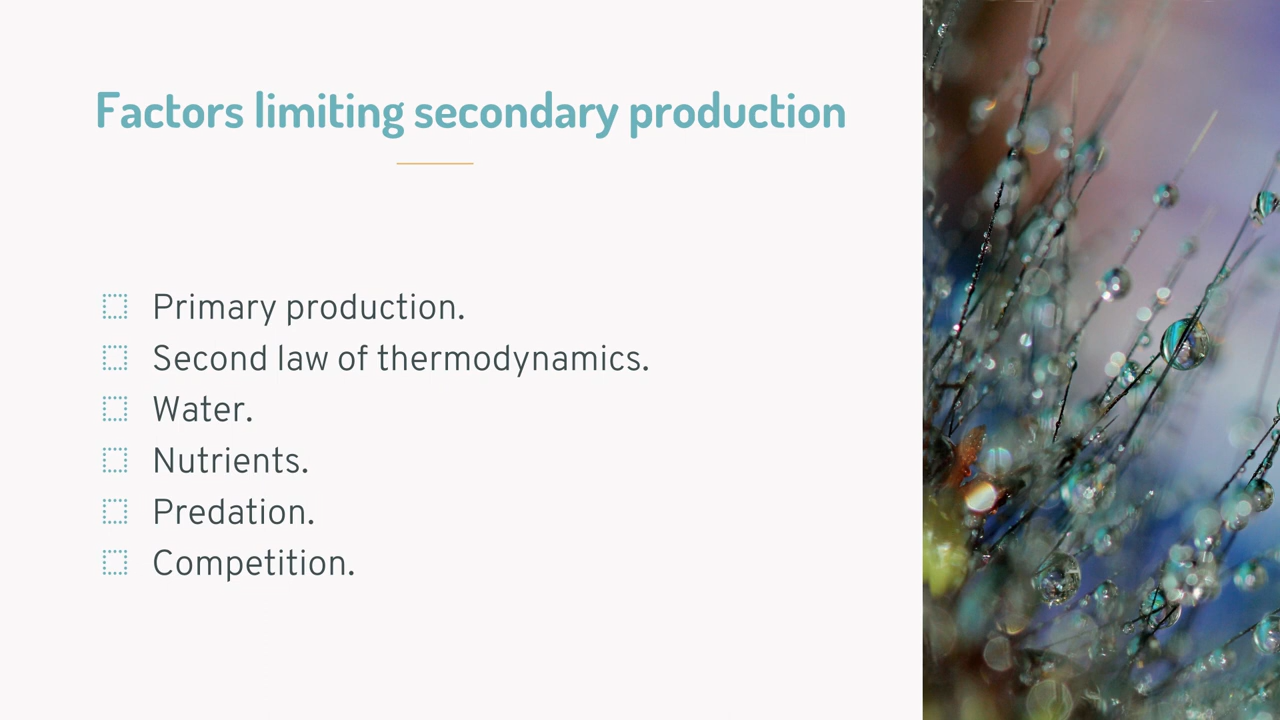 Factors limiting secondary production
Primary production.
Second law of thermodynamics.
Water.
Nutrients.
Predation.
Competition.